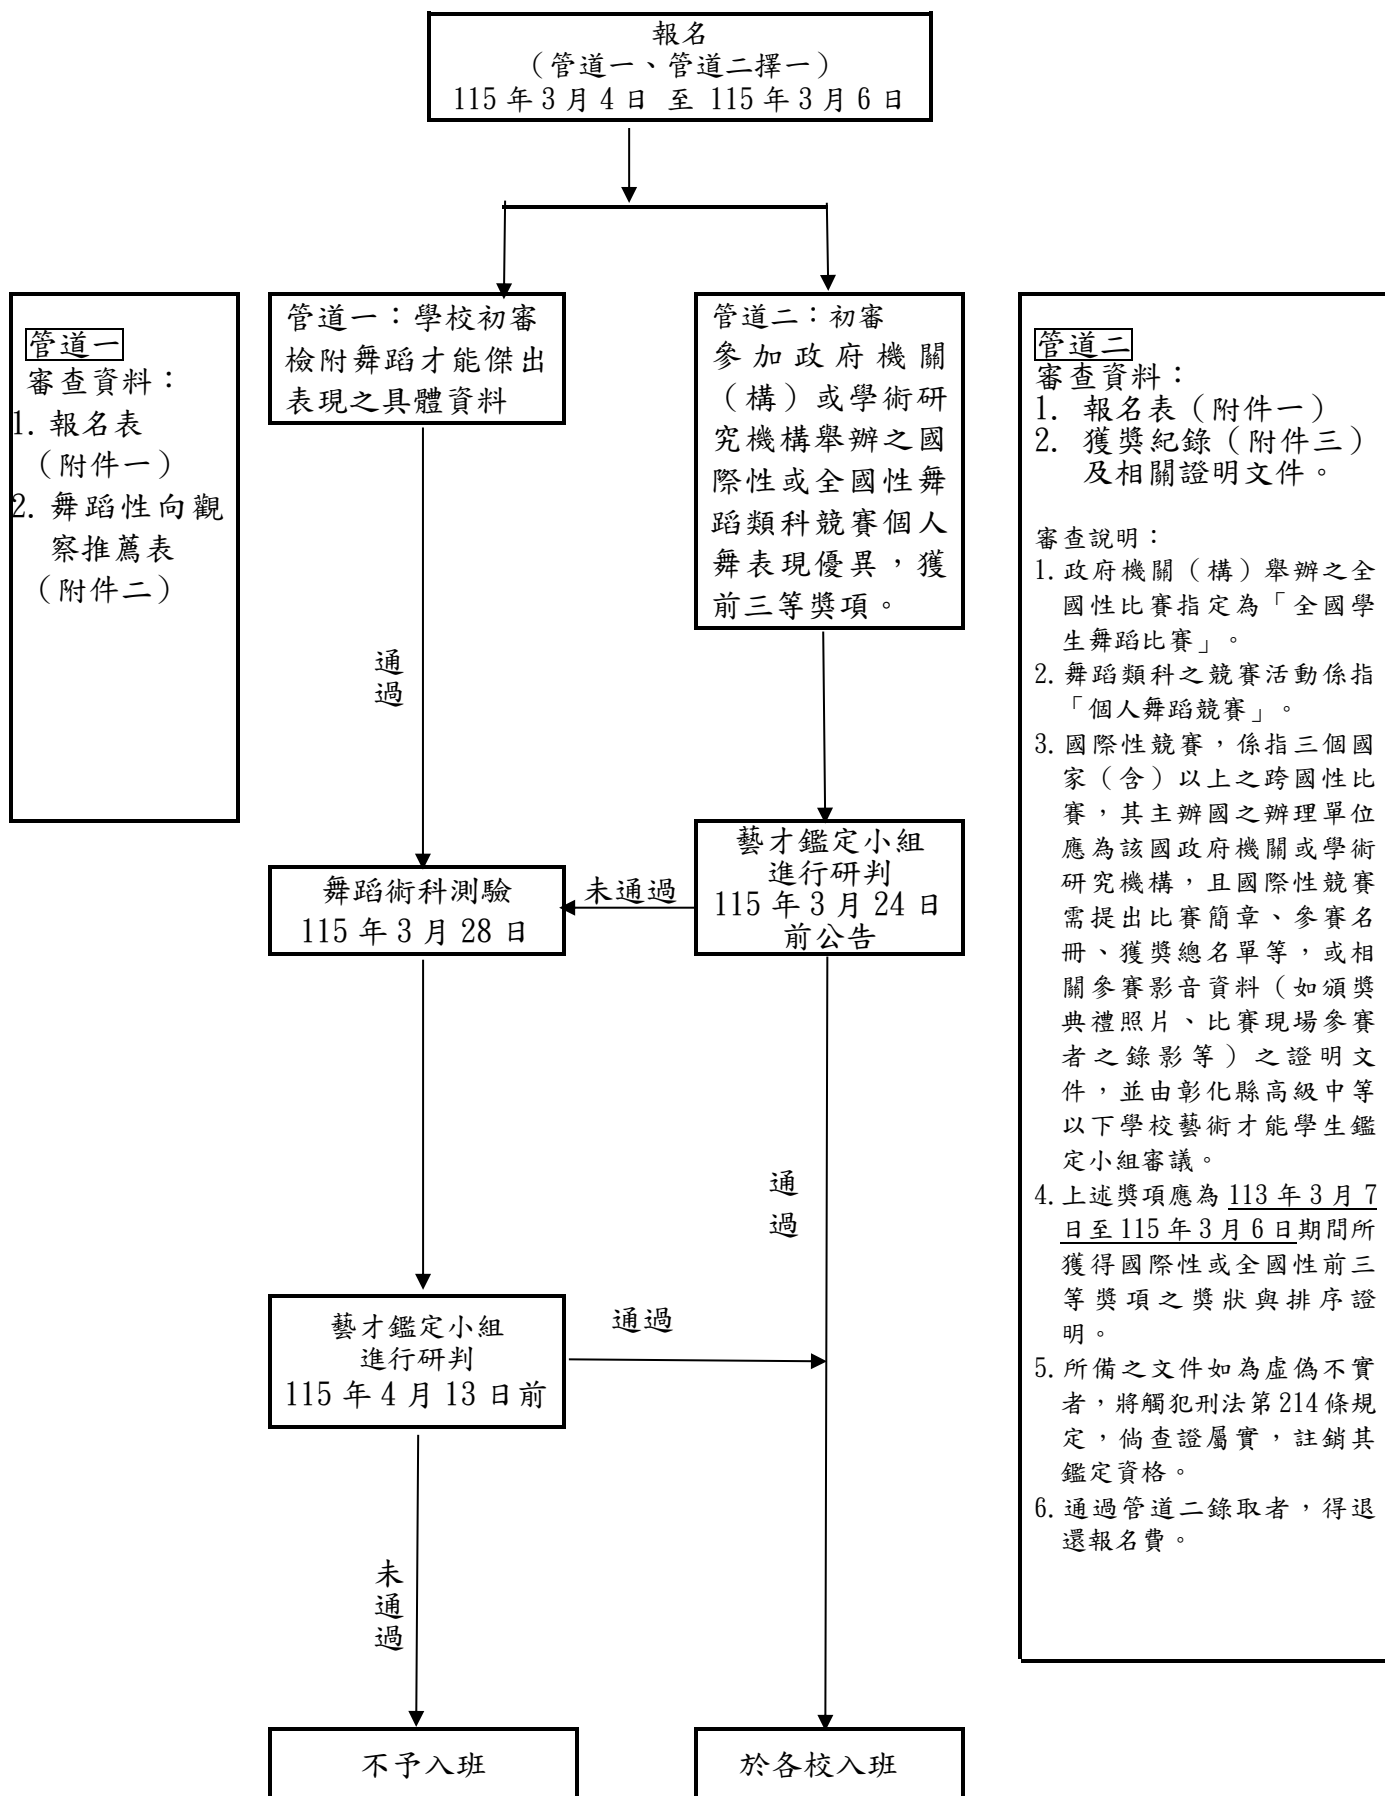 報名
（管道一、管道二擇一）
115 年 3 月 4 日 至 115 年 3 月 6 日
管道一
審查資料：
1. 報名表
（附件一）
2. 舞蹈性向觀
察推薦表
（附件二）
管道一：學校初審
檢附舞蹈才能傑出
表現之具體資料
通
過
舞蹈術科測驗
115 年 3 月 28 日
管道二：初審
參加政府機關
（構）或學術研
究機構舉辦之國
際性或全國性舞
蹈類科競賽個人
舞表現優異，獲
前三等獎項。
藝才鑑定小組
進行研判
115 年 3 月 24 日
前公告
未通過
通
過
藝才鑑定小組
進行研判
115 年 4 月 13 日前
通過
未
通
過
不予入班
於各校入班
管道二
審查資料：
1. 報名表（附件一）
2. 獲獎紀錄（附件三）
及相關證明文件。
審查說明：
1. 政府機關（構）舉辦之全
國性比賽指定為「全國學
生舞蹈比賽」。
2. 舞蹈類科之競賽活動係指
「個人舞蹈競賽」。
3. 國際性競賽，係指三個國
家（含）以上之跨國性比
賽，其主辦國之辦理單位
應為該國政府機關或學術
研究機構，且國際性競賽
需提出比賽簡章、參賽名
冊、獲獎總名單等，或相
關參賽影音資料（如頒獎
典禮照片、比賽現場參賽
者之錄影等）之證明文
件，並由彰化縣高級中等
以下學校藝術才能學生鑑
定小組審議。
4. 上述獎項應為 113 年 3 月 7
日至 115 年 3 月 6 日期間所
獲得國際性或全國性前三
等獎項之獎狀與排序證
明。
5. 所備之文件如為虛偽不實
者，將觸犯刑法第 214 條規
定，倘查證屬實，註銷其
鑑定資格。
6. 通過管道二錄取者，得退
還報名費。